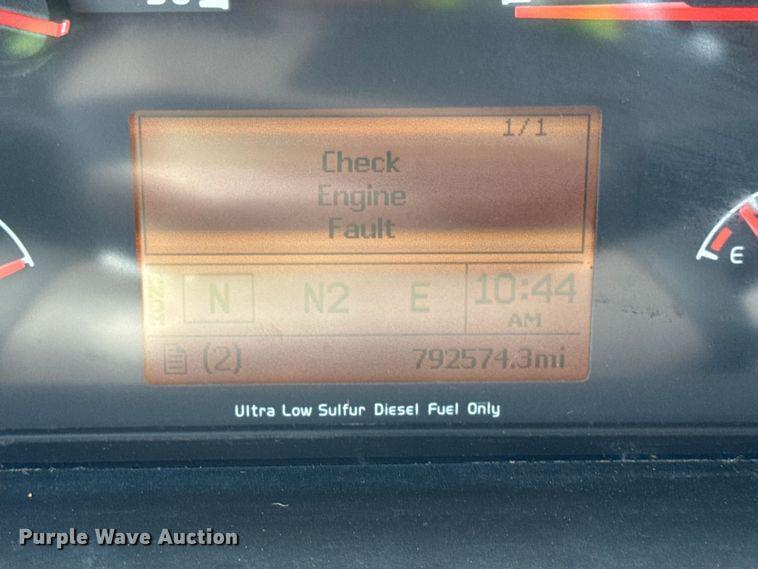 1/1
Check
Engine
Fault
N N2 E 10:44
AM
(2) 792574.3mi
E
Ultra Low Sulfur Diesel Fuel Only
Purple Wave Auction